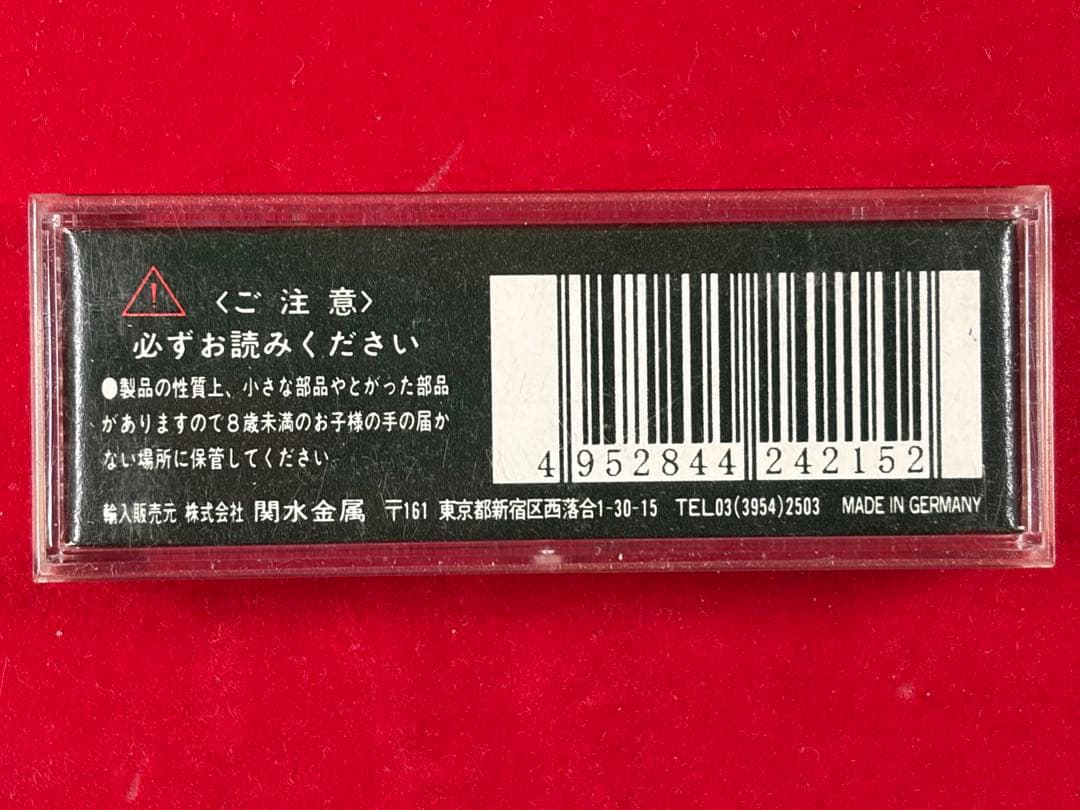 〈ご注意〉
必ずお読みください
●製品の性質上、小さな部品やとがった部品
がありますので8歳未満のお子様の手の届か
ない場所に保管してください
輸入販売元 株式会社 関水金属 〒161 東京都新宿区西落合1-30-15 TEL03(3954)2503 MADE IN GERMANY
4 952844 242152